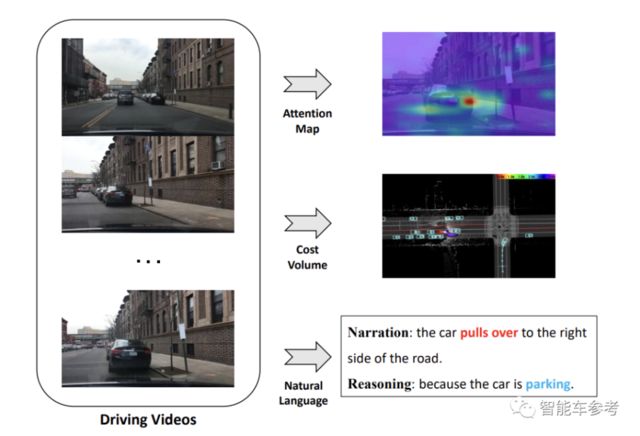 Attention
Map
Cost
Volume
Narration: the car pulls over to the right
side of the road.
Reasoning: because the car is parking.
Natural
Language
Driving Videos
智能车参考